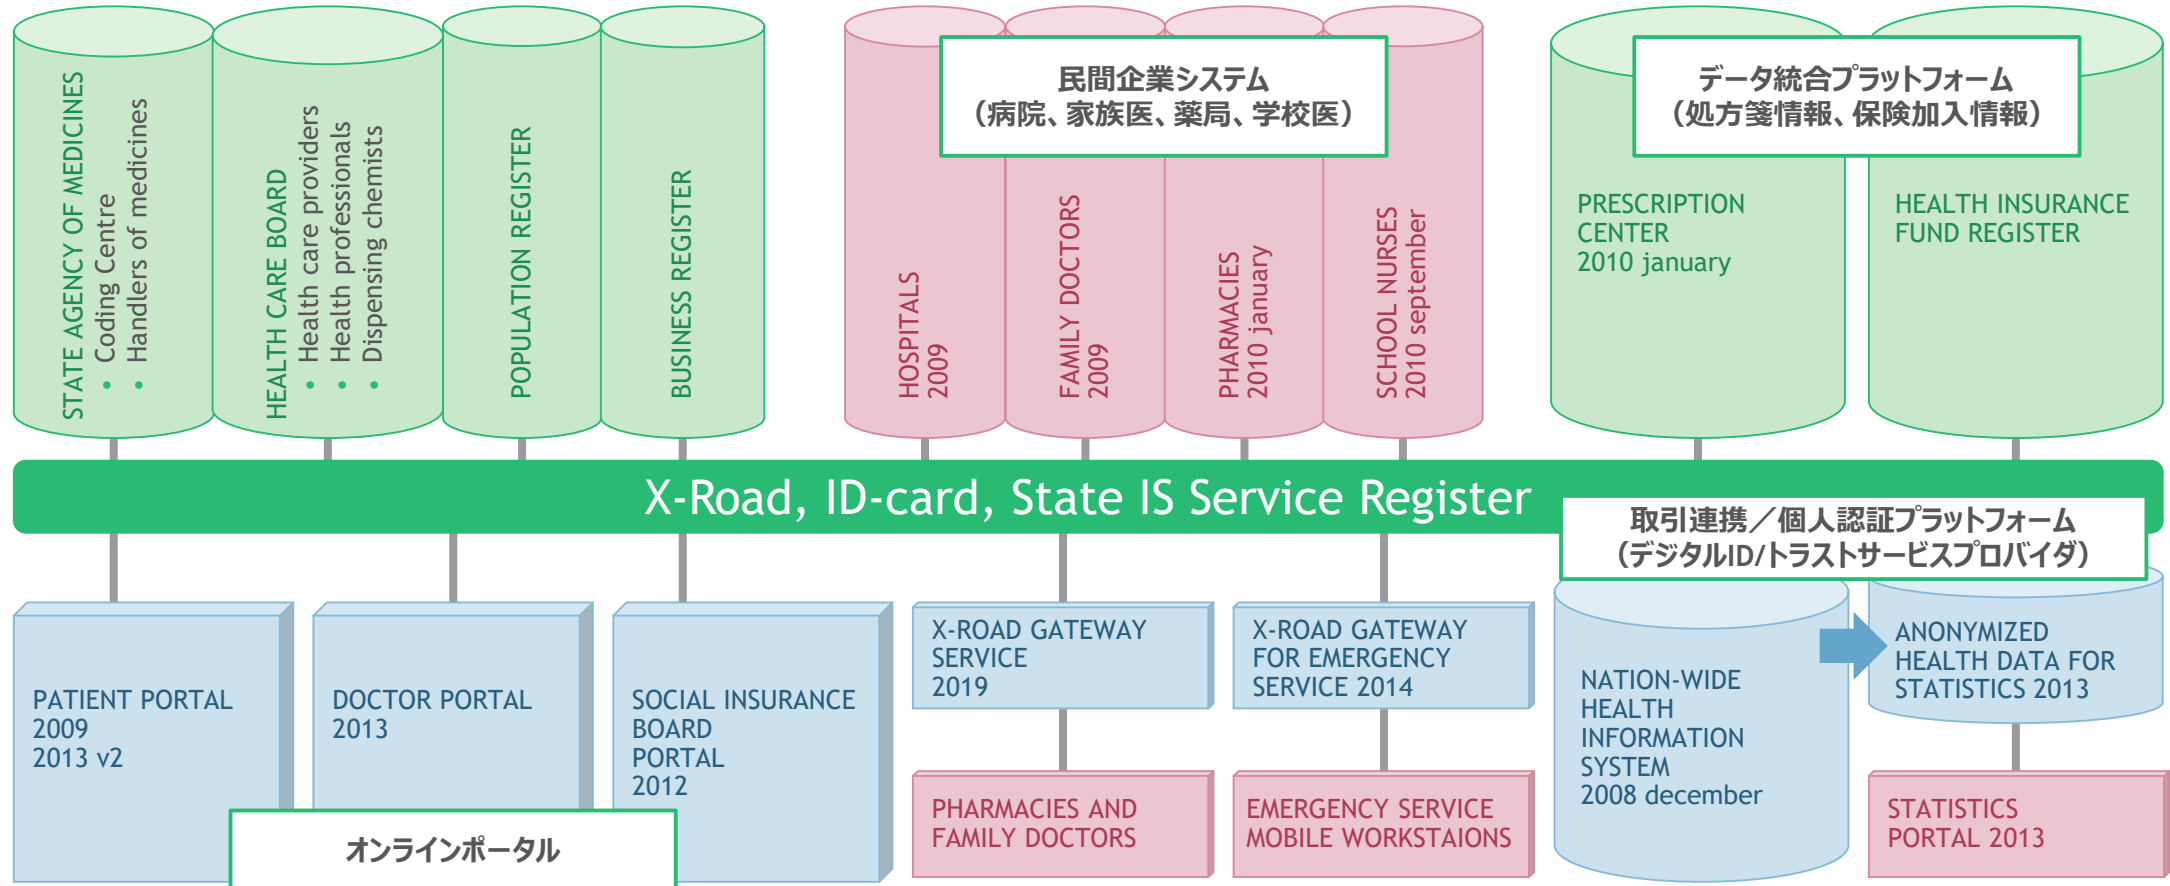 STATE AGENCY OF MEDICINES
• Coding Centre
• Handlers of medicines
HEALTH CARE BOARD
• Health care providers
• Health professionals
• Dispensing chemists
POPULATION REGISTER
BUSINESS REGISTER
民間企業システム
（病院、家族医、薬局、学校医）
HOSPITALS
2009
FAMILY DOCTORS
2009
PHARMACIES
2010 january
SCHOOL NURSES
2010 september
データ統合プラットフォーム
（処方箋情報、保険加入情報）
PRESCRIPTION
CENTER
2010 january
HEALTH INSURANCE
FUND REGISTER
X-Road, ID-card, State IS Service Register
取引連携／個人認証プラットフォーム
（デジタルID/トラストサービスプロバイダ）
PATIENT PORTAL
2009
2013 v2
DOCTOR PORTAL
2013
SOCIAL INSURANCE
BOARD
PORTAL
2012
オンラインポータル
X-ROAD GATEWAY
SERVICE
2019
X-ROAD GATEWAY
FOR EMERGENCY
SERVICE 2014
PHARMACIES AND
FAMILY DOCTORS
EMERGENCY SERVICE
MOBILE WORKSTAIONS
NATION-WIDE
HEALTH
INFORMATION
SYSTEM
2008 december
ANONYMIZED
HEALTH DATA FOR
STATISTICS 2013
STATISTICS
PORTAL 2013